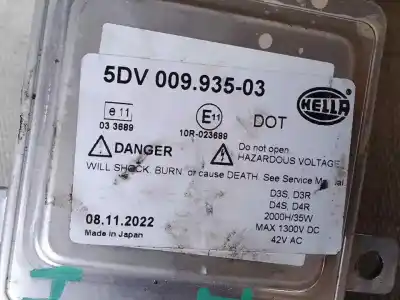 5DV 009.935-03
HELLA
e 11
03 3689
E11
10R-023689
DOT
DANGER
Do not open.
HAZARDOUS VOLTAGE
WILL SHOCK, BURN, or cause DEATH. See Service Manual
D3S, D3R
D4S, D4R
2000H/35W
MAX 1300V DC
42V AC
08.11.2022
Made in Japan